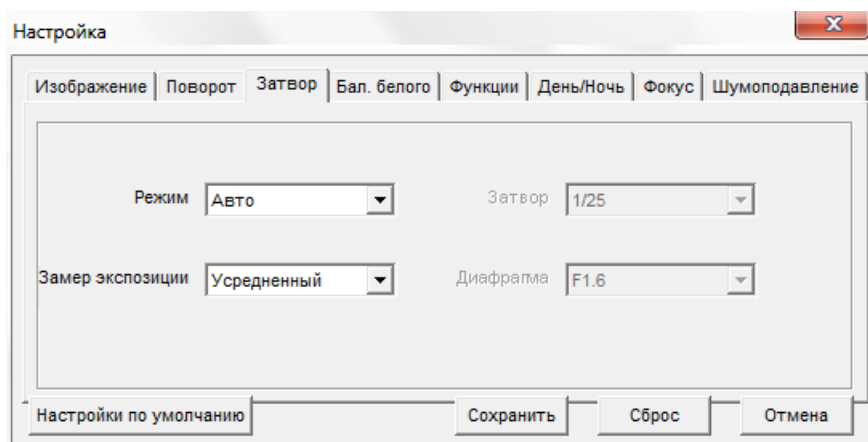 Настройка
Изображение Поворот Затвор Бал. белого Функции День/Ночь Фокус Шумоподавление
Режим Авто Затвор 1/25
Замер экспозиции Усредненный Диафрагма F1.6
Настройки по умолчанию Сохранить Сброс Отмена